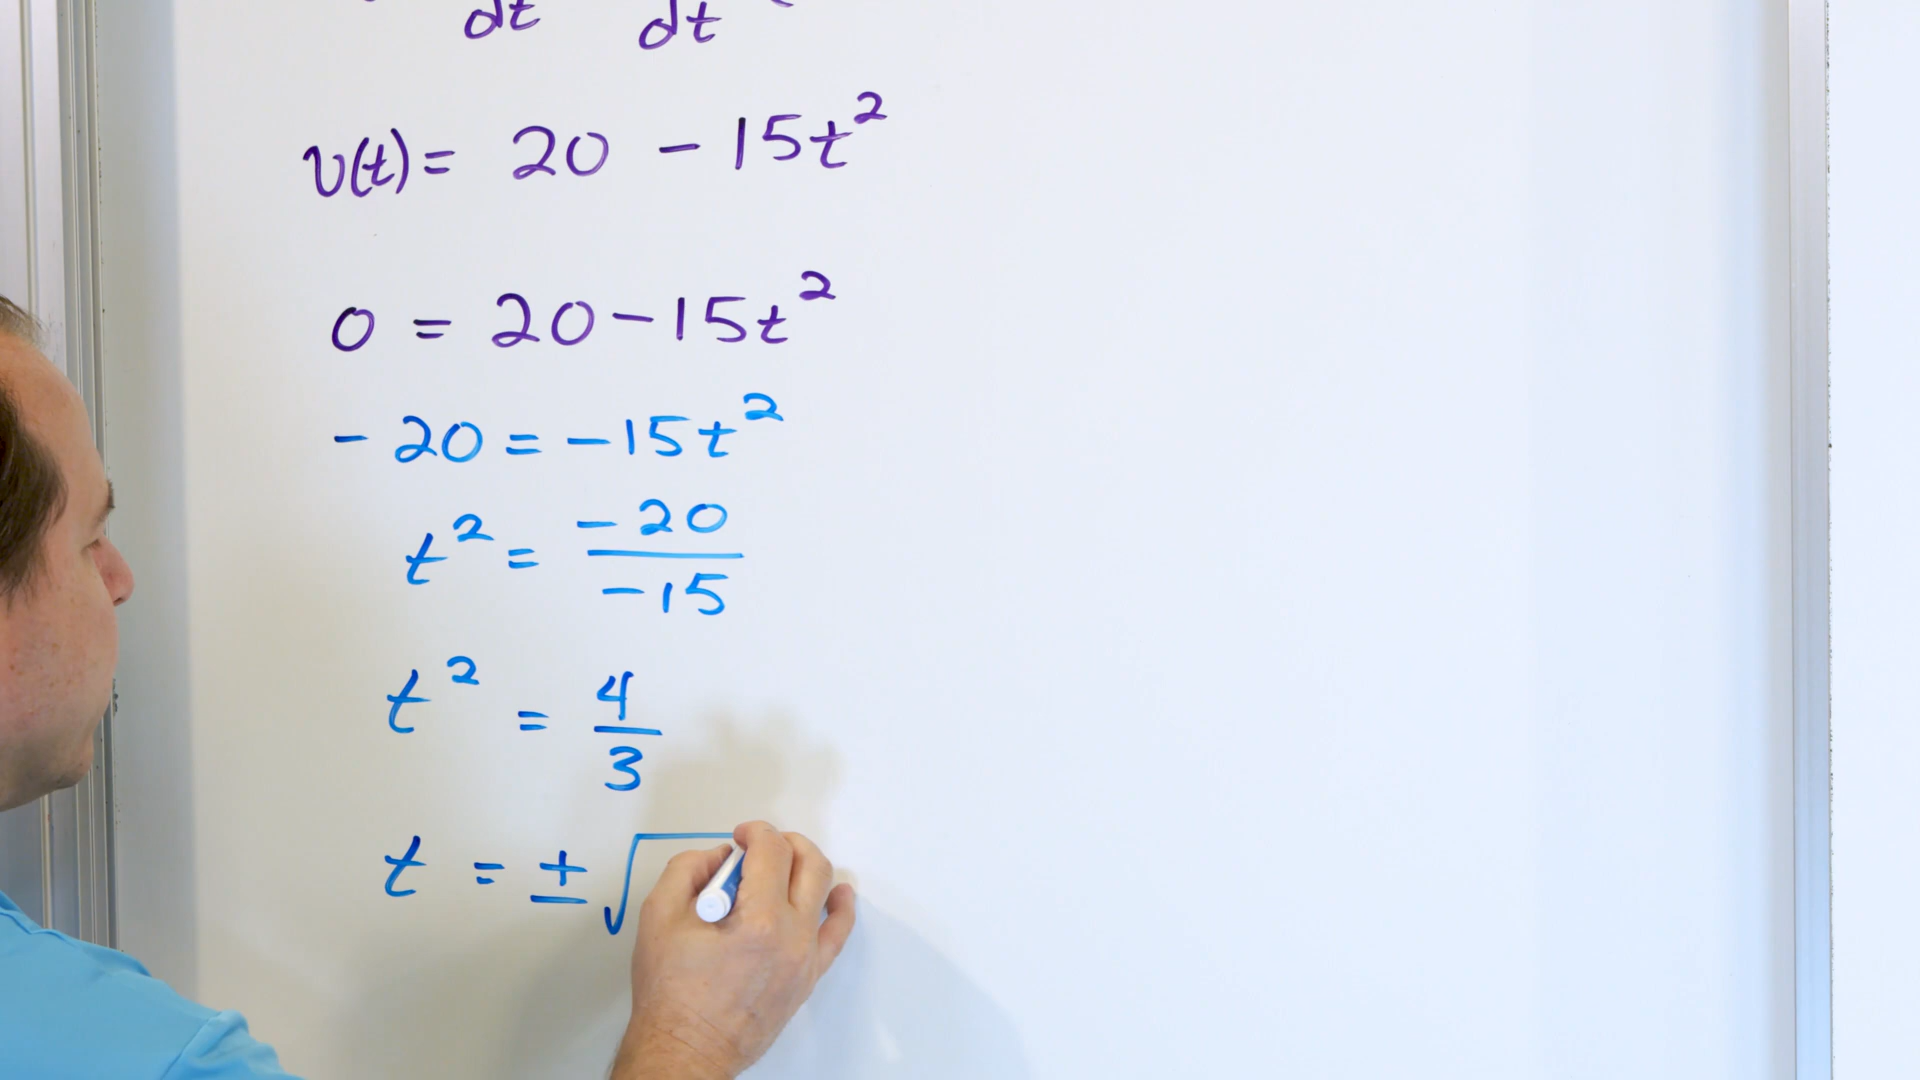 dt dt
v(t) = 20 - 15t²
0 = 20 - 15t²
- 20 = -15t²
t² = -20/-15
t² = 4/3
t = ±√